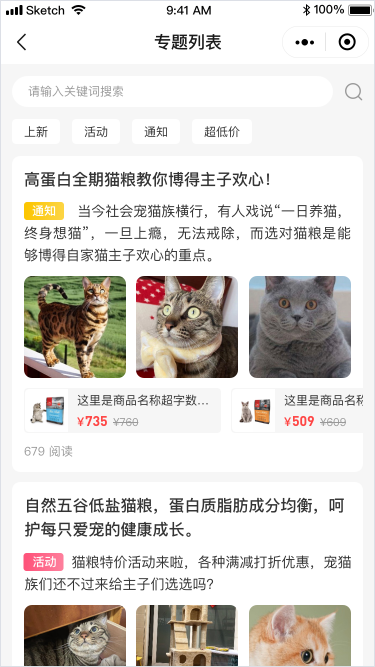 Sketch
9:41 AM
100%
专题列表
请输入关键词搜索
上新
活动
通知
超低价
高蛋白全期猫粮教你博得主子欢心！
通知 当今社会宠猫族横行，有人戏说“一日养猫，
终身想猫”，一旦上瘾，无法戒除，而选对猫粮是能
够博得自家猫主子欢心的重点。
这里是商品名称超字数...
¥735 ¥760
这里是商品名称
¥509 ¥609
679 阅读
自然五谷低盐猫粮，蛋白质脂肪成分均衡，呵
护每只爱宠的健康成长。
活动 猫粮特价活动来啦，各种满减打折优惠，宠猫
族们还不过来给主子们选选吗？